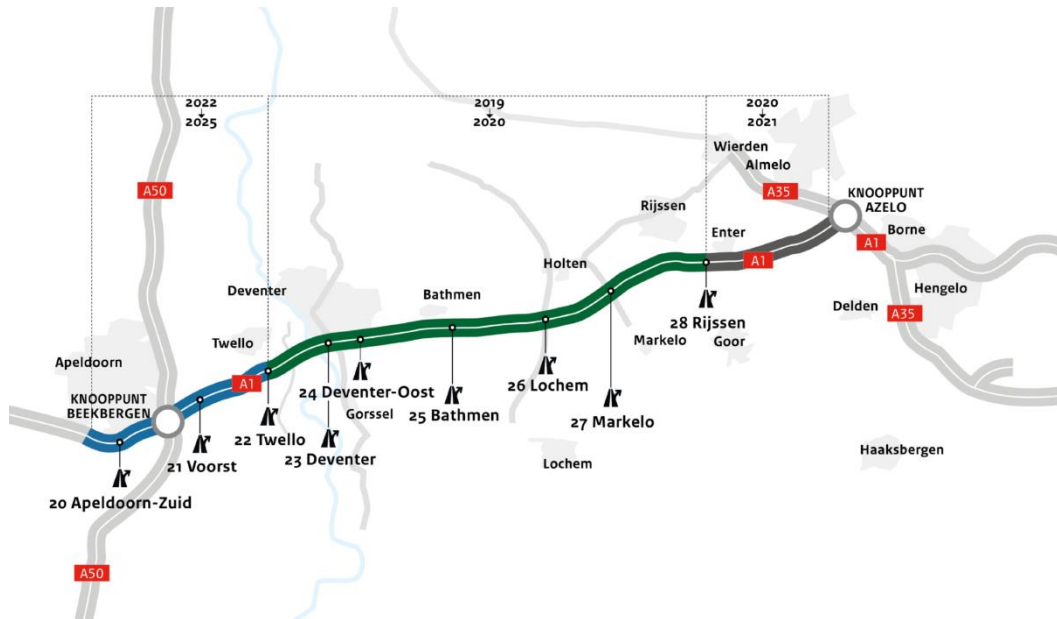 2022
↓
2025
2019
↓
2020
2020
↓
2021
A50
Wierden
Almelo
A35
KNOOPPUNT
AZELO
Rijssen
Enter
A1
Borne
A1
Holten
Deventer
Bathmen
Hengelo
Delden
A35
28 Rijssen
Markelo
Goor
Twello
Apeldoorn
A1
24 Deventer-Oost
Gorssel
26 Lochem
25 Bathmen
KNOOPPUNT
BEEKBERGEN
27 Markelo
22 Twello
23 Deventer
21 Voorst
Lochem
Haaksbergen
20 Apeldoorn-Zuid
A50